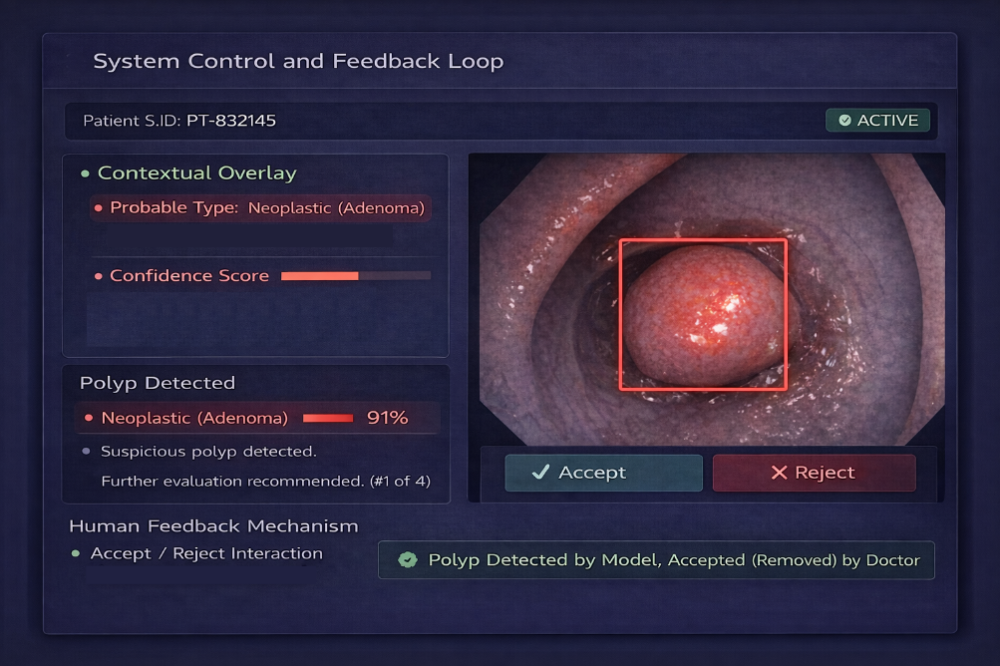 System Control and Feedback Loop
Patient S.ID: PT-832145
ACTIVE
Contextual Overlay
Probable Type: Neoplastic (Adenoma)
Confidence Score
Polyp Detected
Neoplastic (Adenoma) 91%
Suspicious polyp detected.
Further evaluation recommended. (#1 of 4)
Accept
Reject
Human Feedback Mechanism
Accept / Reject Interaction
Polyp Detected by Model, Accepted (Removed) by Doctor